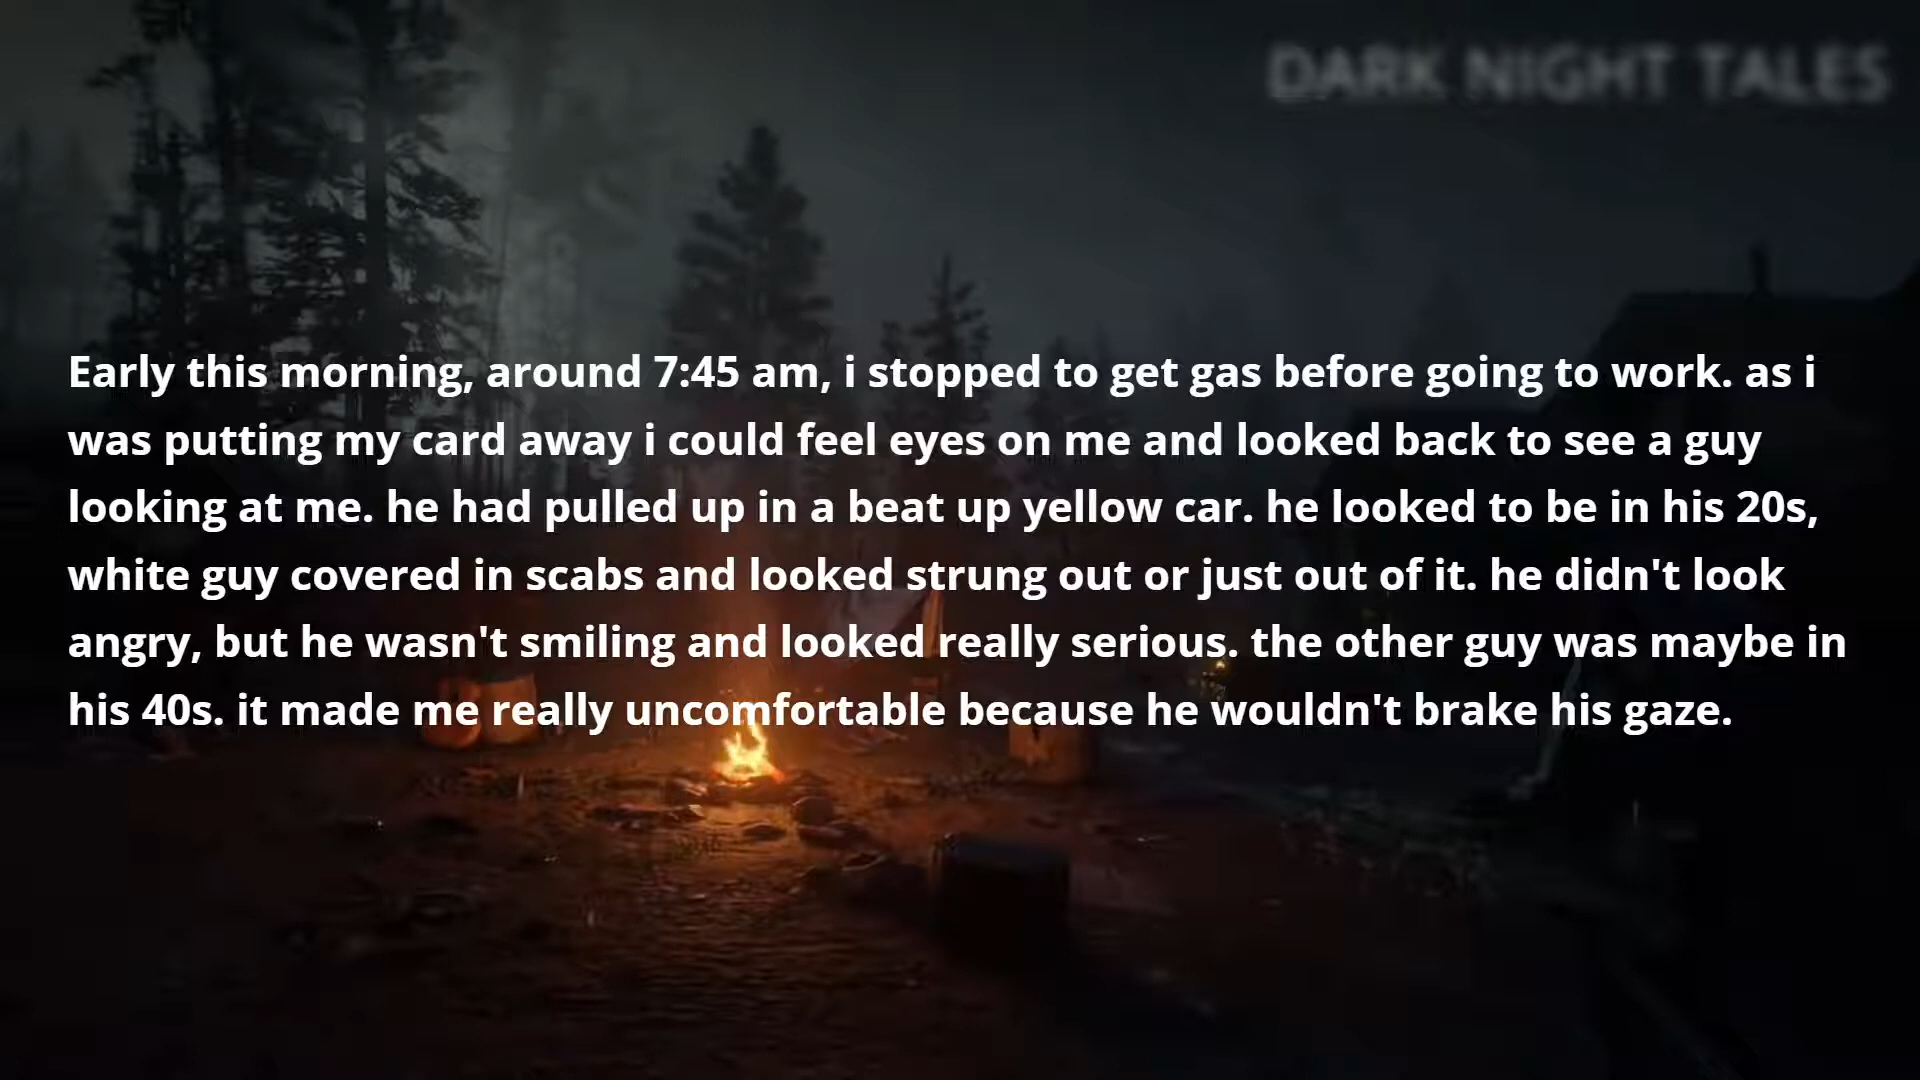 DARK NIGHT TALES
Early this morning, around 7:45 am, i stopped to get gas before going to work. as i
was putting my card away i could feel eyes on me and looked back to see a guy
looking at me. he had pulled up in a beat up yellow car. he looked to be in his 20s,
white guy covered in scabs and looked strung out or just out of it. he didn't look
angry, but he wasn't smiling and looked really serious. the other guy was maybe in
his 40s. it made me really uncomfortable because he wouldn't brake his gaze.